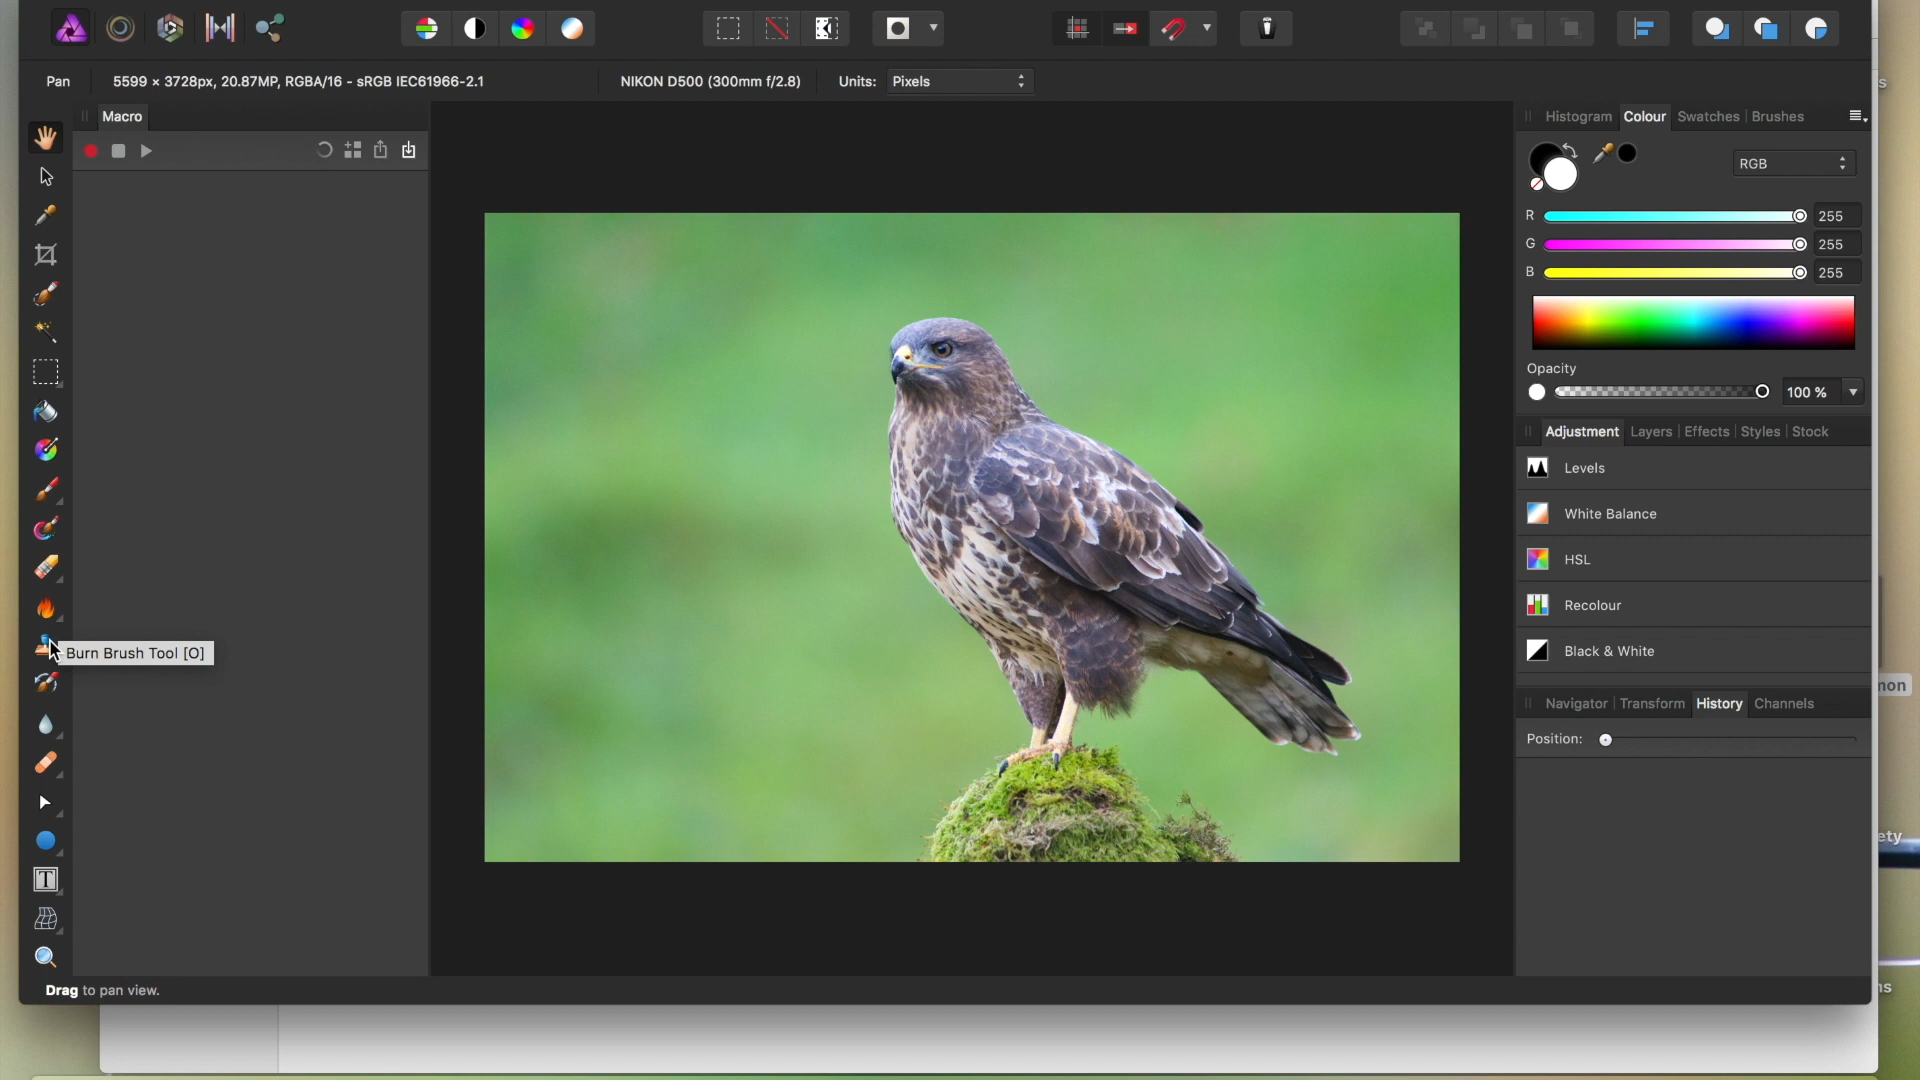 Pan
5599 × 3728px, 20.87MP, RGBA/16 - sRGB IEC61966-2.1
NIKON D500 (300mm f/2.8)
Units: Pixels
Macro
Histogram Colour Swatches Brushes
RGB
R 255
G 255
B 255
Opacity
100 %
Adjustment Layers Effects Styles Stock
Levels
White Balance
HSL
Recolour
Black & White
Burn Brush Tool [O]
T
Navigator Transform History Channels
Position:
Drag to pan view.